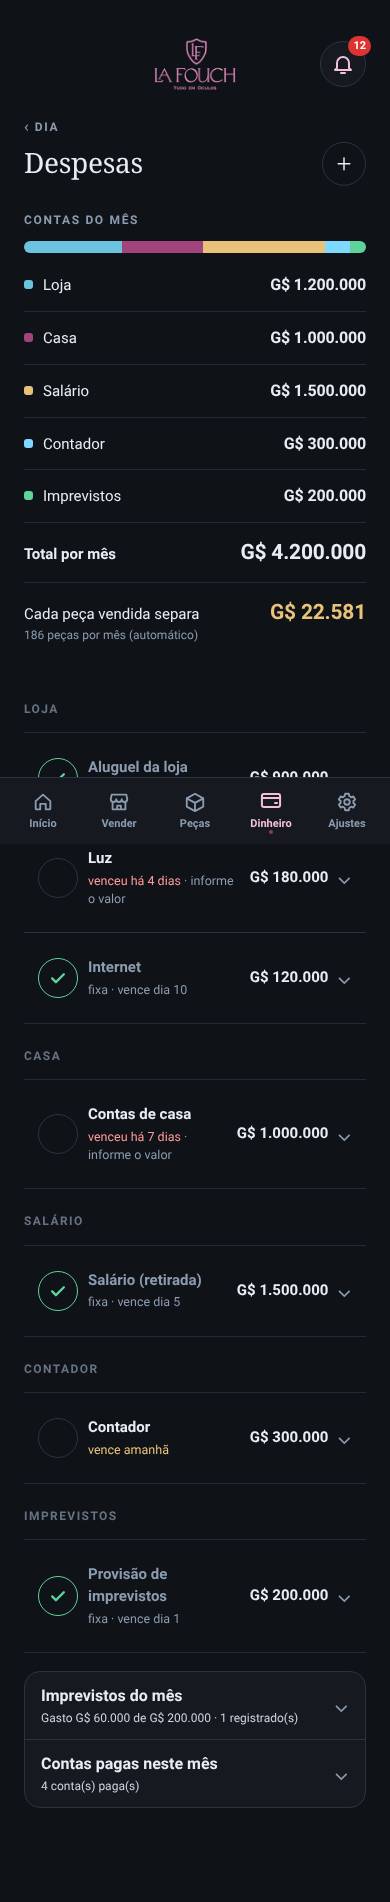 LF
LA FOUCH
TUDO EM ÓCULOS
12
‹ DIA
Despesas
+
CONTAS DO MÊS
Loja G$ 1.200.000
Casa G$ 1.000.000
Salário G$ 1.500.000
Contador G$ 300.000
Imprevistos G$ 200.000
Total por mês G$ 4.200.000
Cada peça vendida separa G$ 22.581
186 peças por mês (automático)
LOJA
Aluguel da loja G$ 900.000
Início Vender Peças Dinheiro Ajustes
Luz
venceu há 4 dias · informe G$ 180.000
o valor
Internet
fixa · vence dia 10 G$ 120.000
CASA
Contas de casa
venceu há 7 dias · G$ 1.000.000
informe o valor
SALÁRIO
Salário (retirada) G$ 1.500.000
fixa · vence dia 5
CONTADOR
Contador G$ 300.000
vence amanhã
IMPREVISTOS
Provisão de
imprevistos G$ 200.000
fixa · vence dia 1
Imprevistos do mês
Gasto G$ 60.000 de G$ 200.000 · 1 registrado(s)
Contas pagas neste mês
4 conta(s) paga(s)